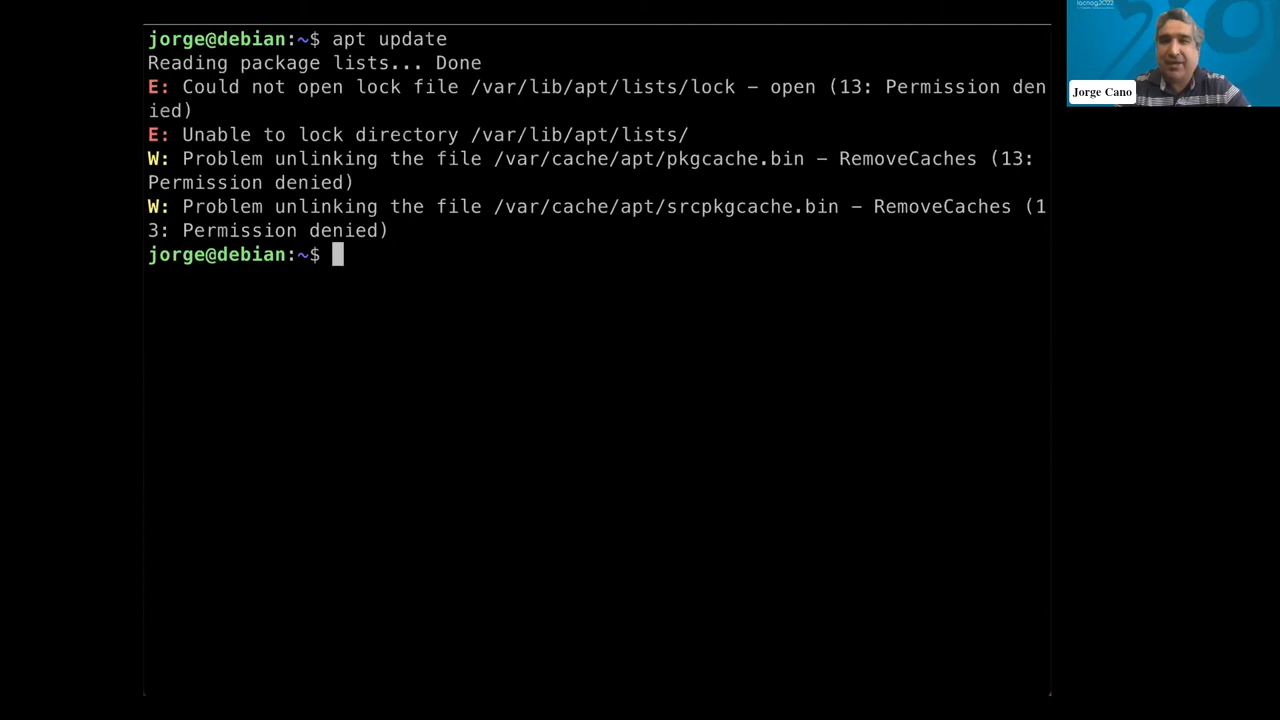 jorge@debian:~$ apt update
Reading package lists... Done
E: Could not open lock file /var/lib/apt/lists/lock - open (13: Permission den
ied)
E: Unable to lock directory /var/lib/apt/lists/
W: Problem unlinking the file /var/cache/apt/pkgcache.bin - RemoveCaches (13:
Permission denied)
W: Problem unlinking the file /var/cache/apt/srcpkgcache.bin - RemoveCaches (1
3: Permission denied)
jorge@debian:~$
Jorge Cano